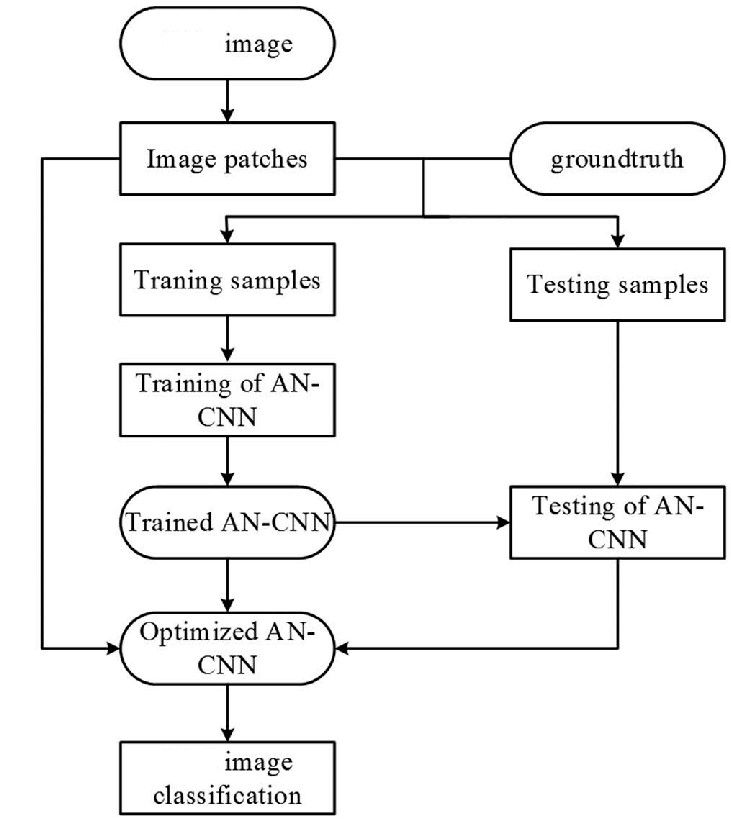 image
Image patches
groundtruth
Traning samples
Testing samples
Training of AN-
CNN
Trained AN-CNN
Testing of AN-
CNN
Optimized AN-
CNN
image
classification